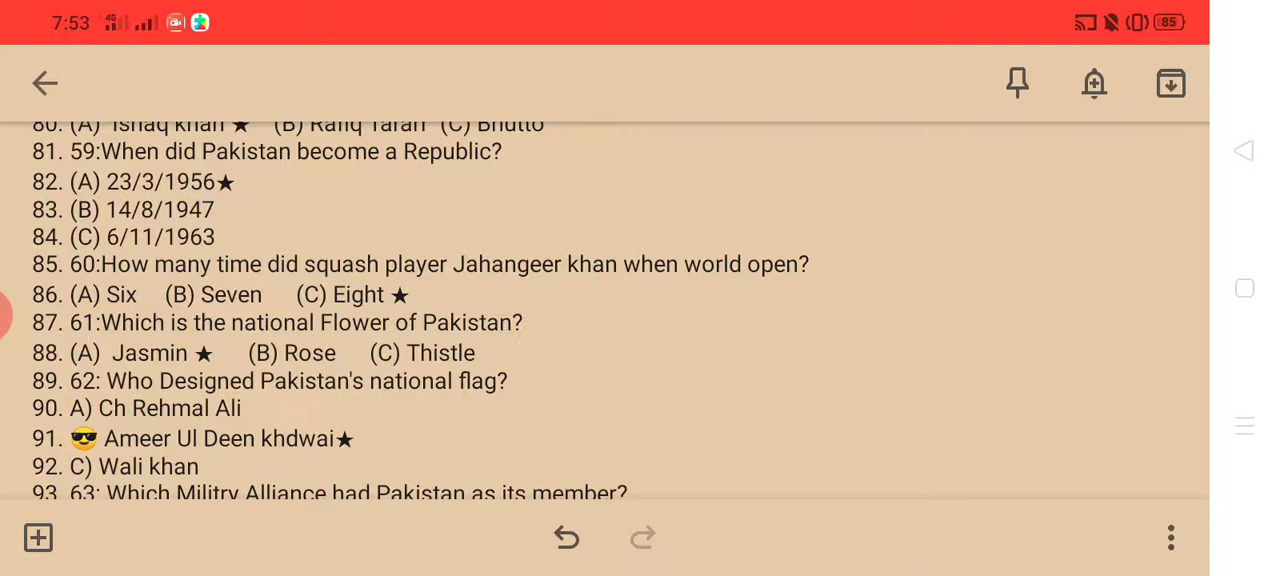 7:53 4G 85
80. (A) Ishaq khan ★ (B) Rafiq Tarah (C) Bhutto
81. 59:When did Pakistan become a Republic?
82. (A) 23/3/1956★
83. (B) 14/8/1947
84. (C) 6/11/1963
85. 60:How many time did squash player Jahangeer khan when world open?
86. (A) Six (B) Seven (C) Eight ★
87. 61:Which is the national Flower of Pakistan?
88. (A) Jasmin ★ (B) Rose (C) Thistle
89. 62: Who Designed Pakistan's national flag?
90. A) Ch Rehmal Ali
91. 😎 Ameer Ul Deen khdwai★
92. C) Wali khan
93. 63: Which Militry Alliance had Pakistan as its member?